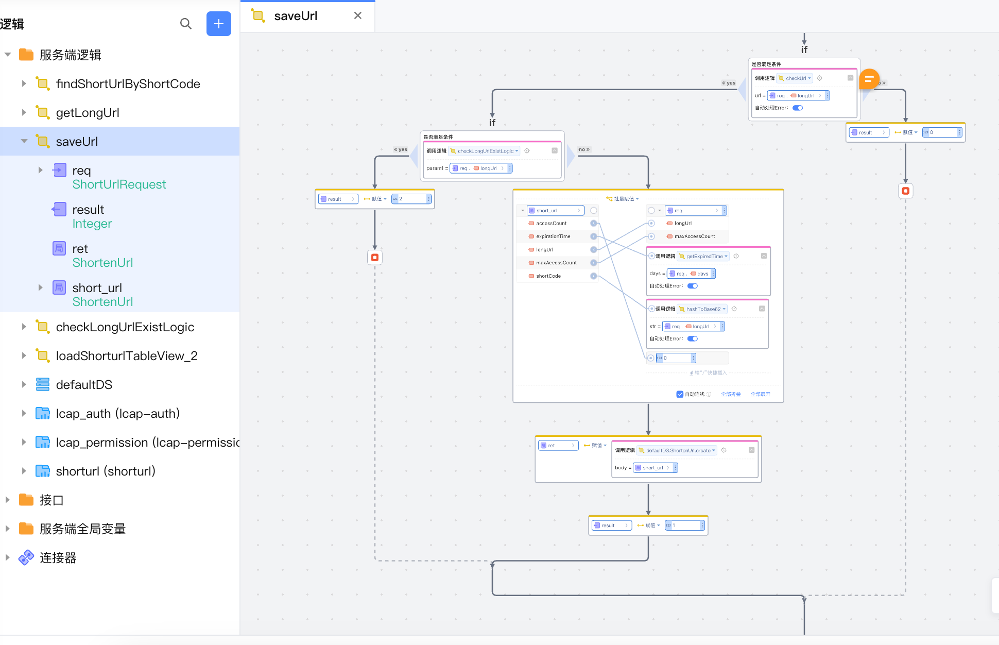 逻辑
服务端逻辑
findShortUrlByShortCode
getLongUrl
saveUrl
req
ShortUrlRequest
result
Integer
局 ret
ShortenUrl
局 short_url
ShortenUrl
checkLongUrlExistLogic
loadShorturlTableView_2
defaultDS
lcap_auth (lcap-auth)
lcap_permission (lcap-permissic
shorturl (shorturl)
接口
服务端全局变量
连接器
saveUrl
if
是否满足条件
调用逻辑 checkUrl
url = req . longUrl
自动处理Error:
« yes
»
result 赋值 123 0
if
是否满足条件
调用逻辑 checkLongUrlExistLogic
param1 = req . longUrl
« yes
no »
result 赋值 123 2
批量赋值
short_url
accessCount
expirationTime
longUrl
maxAccessCount
shortCode
req
longUrl
maxAccessCount
调用逻辑 getExpiredTime
days = req . days
自动处理Error:
调用逻辑 hashToBase62
str = req . longUrl
自动处理Error:
123 0
输“/”快捷插入
自动连线 全部折叠 全部展开
ret 赋值
调用逻辑 defaultDS.ShortenUrl.create
body = short_url
result 赋值 123 1